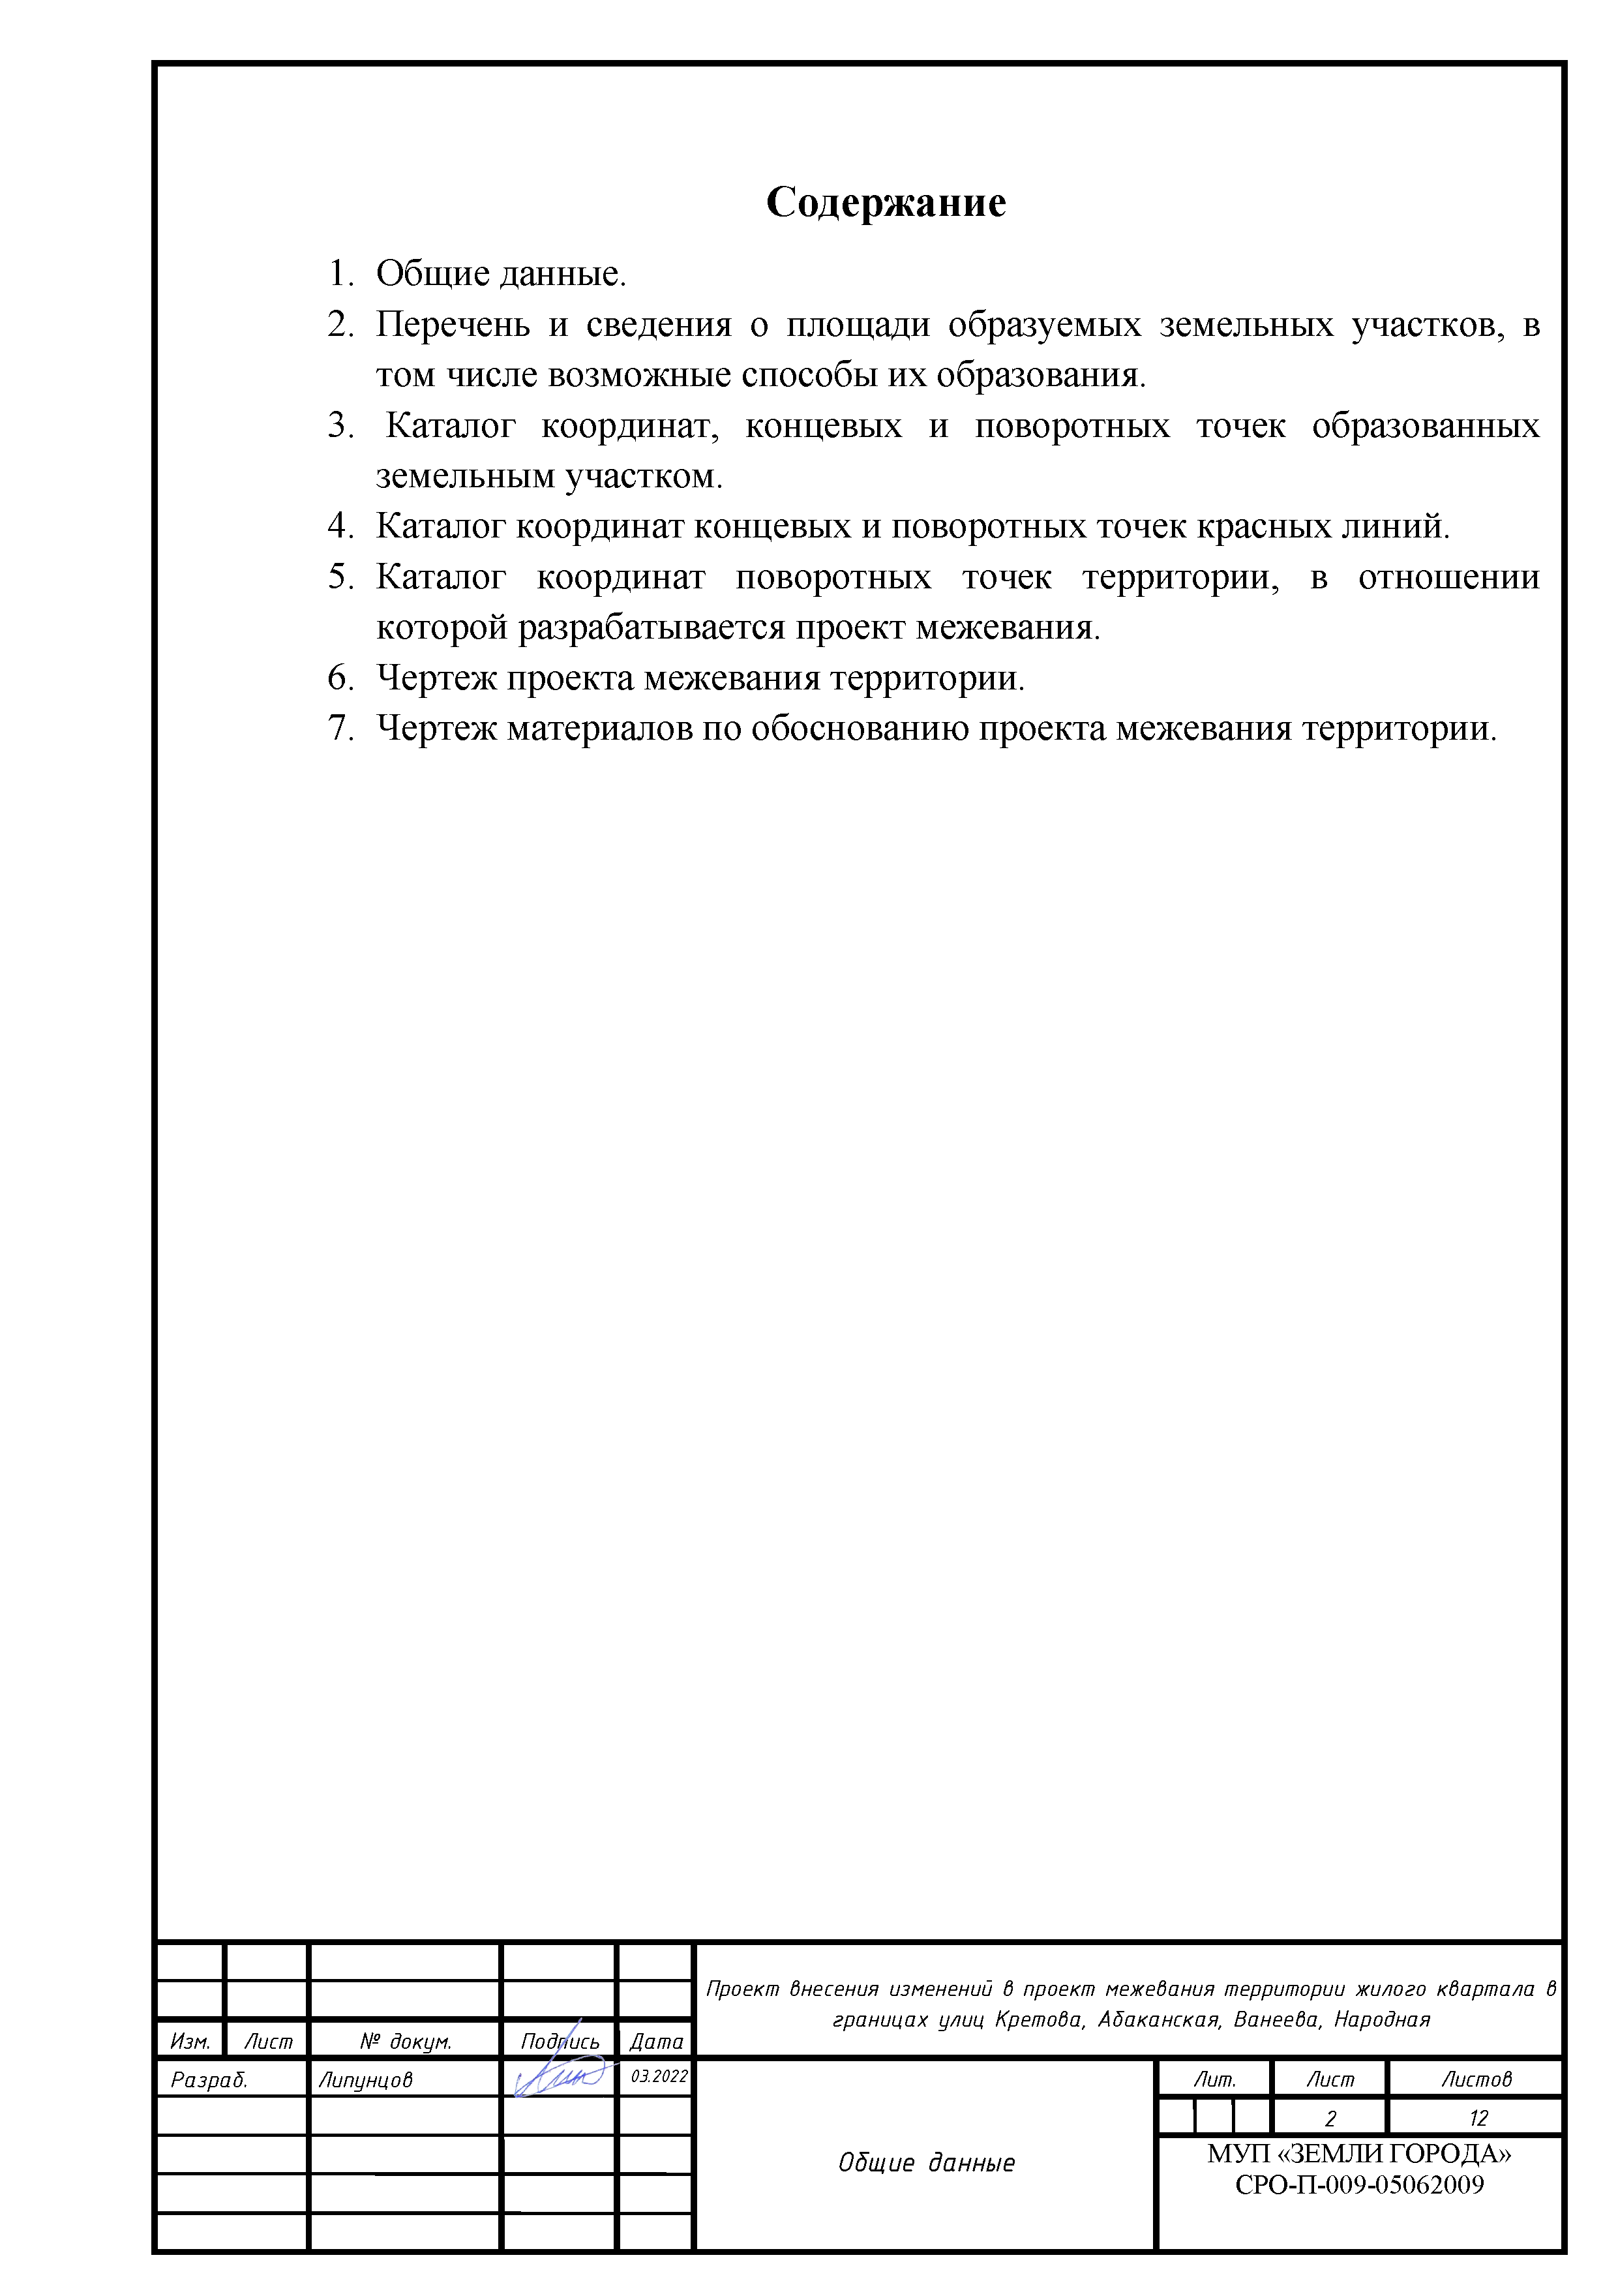 Содержание
1. Общие данные.
2. Перечень и сведения о площади образуемых земельных участков, в
том числе возможные способы их образования.
3. Каталог координат, концевых и поворотных точек образованных
земельным участком.
4. Каталог координат концевых и поворотных точек красных линий.
5. Каталог координат поворотных точек территории, в отношении
которой разрабатывается проект межевания.
6. Чертеж проекта межевания территории.
7. Чертеж материалов по обоснованию проекта межевания территории.
Проект внесения изменений в проект межевания территории жилого квартала в
границах улиц Кретова, Абаканская, Ванеева, Народная
Изм. Лист № докум. Подпись Дата
Разраб. Липунцов 03.2022
Общие данные
Лит. Лист Листов
2 12
МУП «ЗЕМЛИ ГОРОДА»
СРО-П-009-05062009